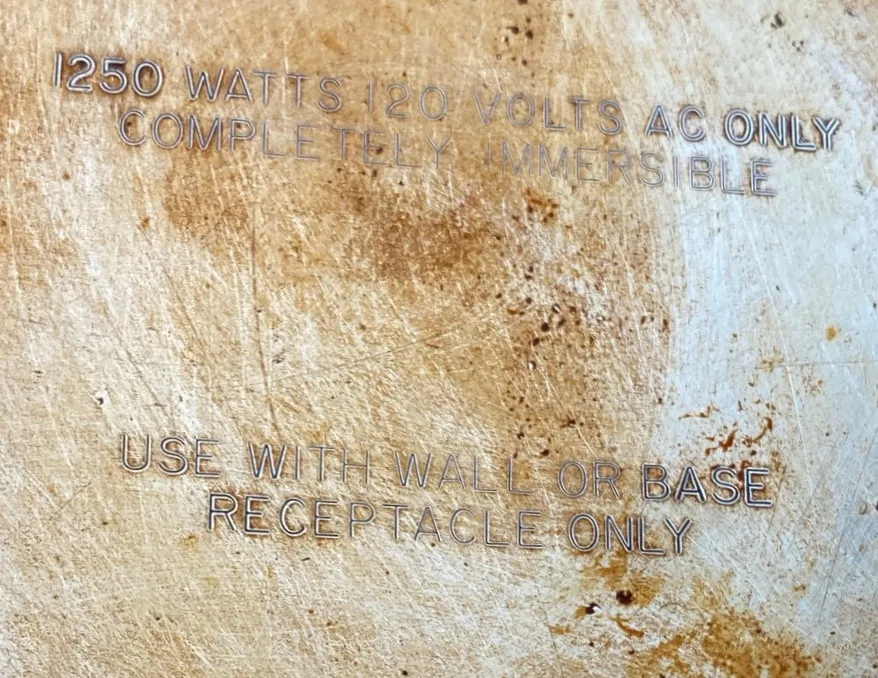 1250 WATTS 120 VOLTS AC ONLY
COMPLETELY IMMERSIBLE
USE WITH WALL OR BASE
RECEPTACLE ONLY